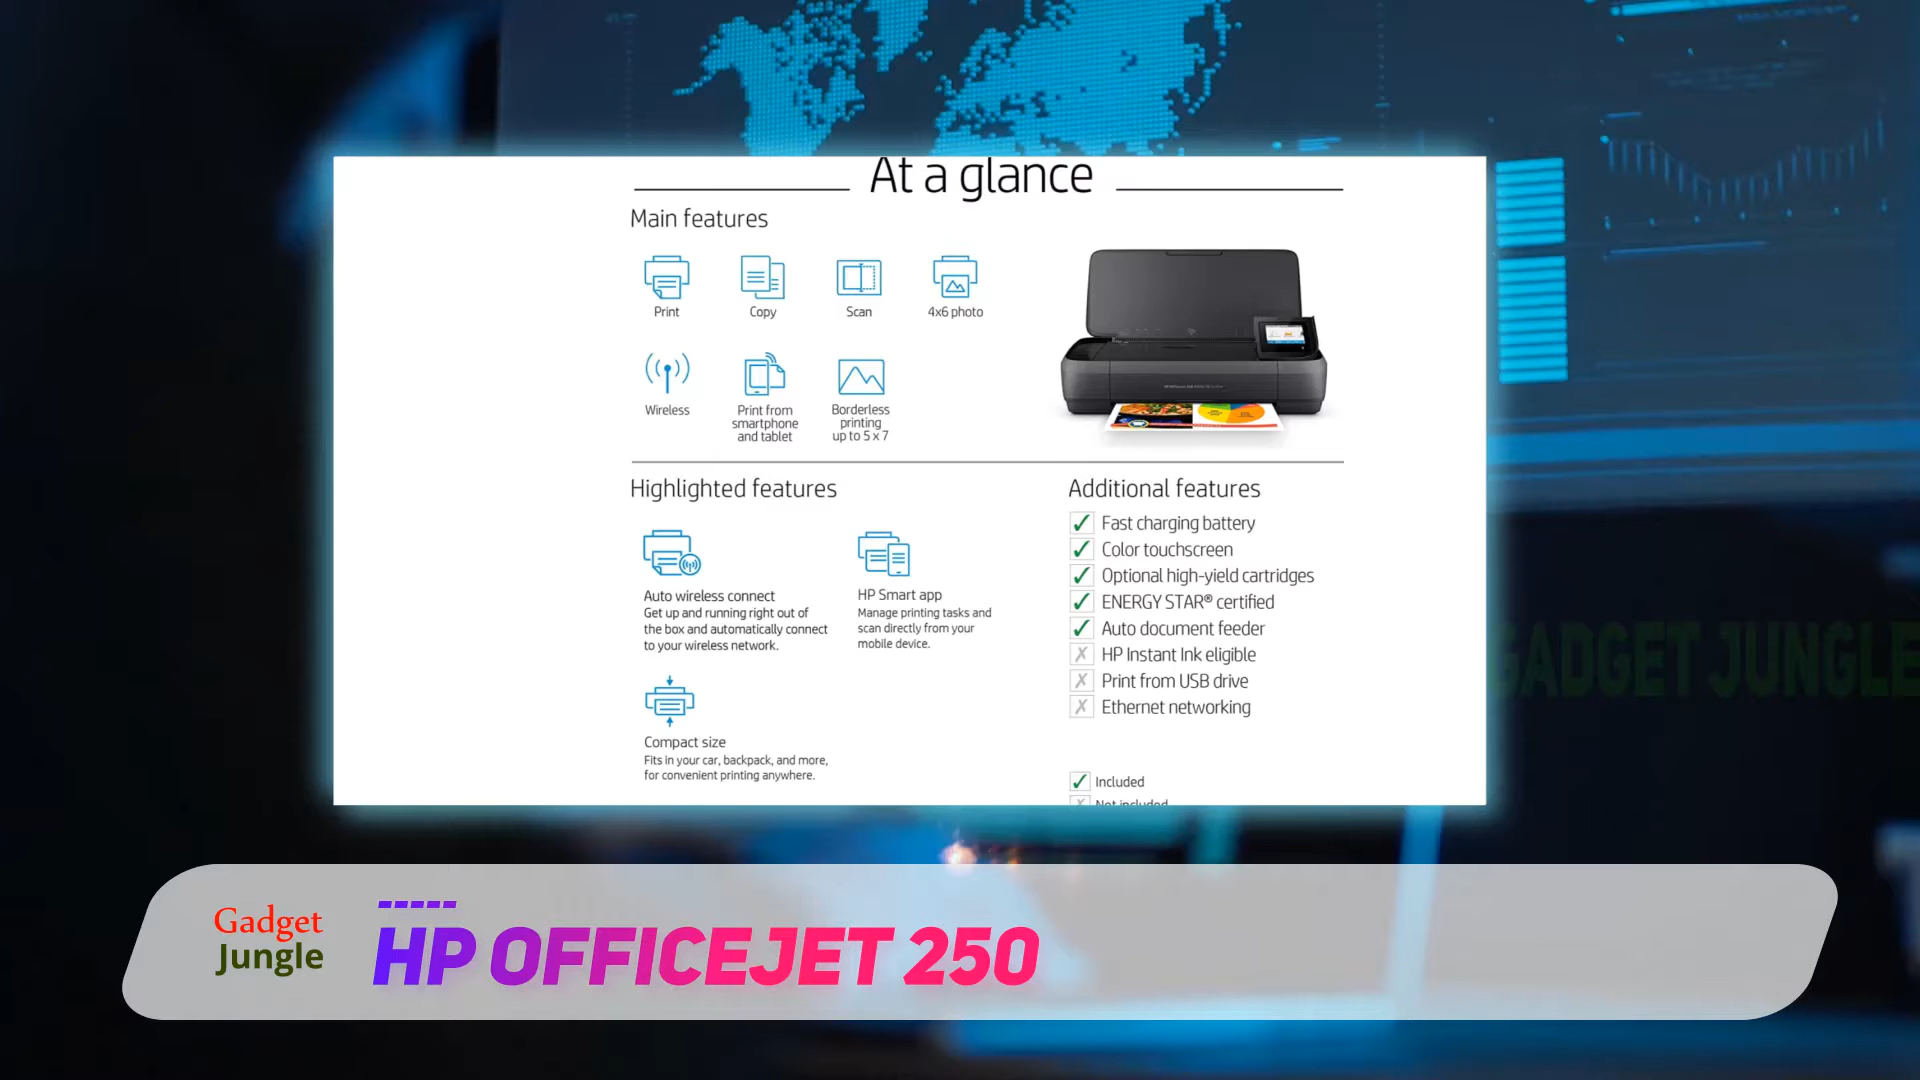 At a glance
Main features
Print
Copy
Scan
4x6 photo
Wireless
Print from
smartphone
and tablet
Borderless
printing
up to 5 x 7
Highlighted features
Auto wireless connect
Get up and running right out of
the box and automatically connect
to your wireless network.
HP Smart app
Manage printing tasks and
scan directly from your
mobile device.
Compact size
Fits in your car, backpack, and more,
for convenient printing anywhere.
Additional features
✓ Fast charging battery
✓ Color touchscreen
✓ Optional high-yield cartridges
✓ ENERGY STAR® certified
✓ Auto document feeder
✗ HP Instant Ink eligible
✗ Print from USB drive
✗ Ethernet networking
✓ Included
✗ Not included
GADGET JUNGLE
Gadget
Jungle
HP OFFICEJET 250